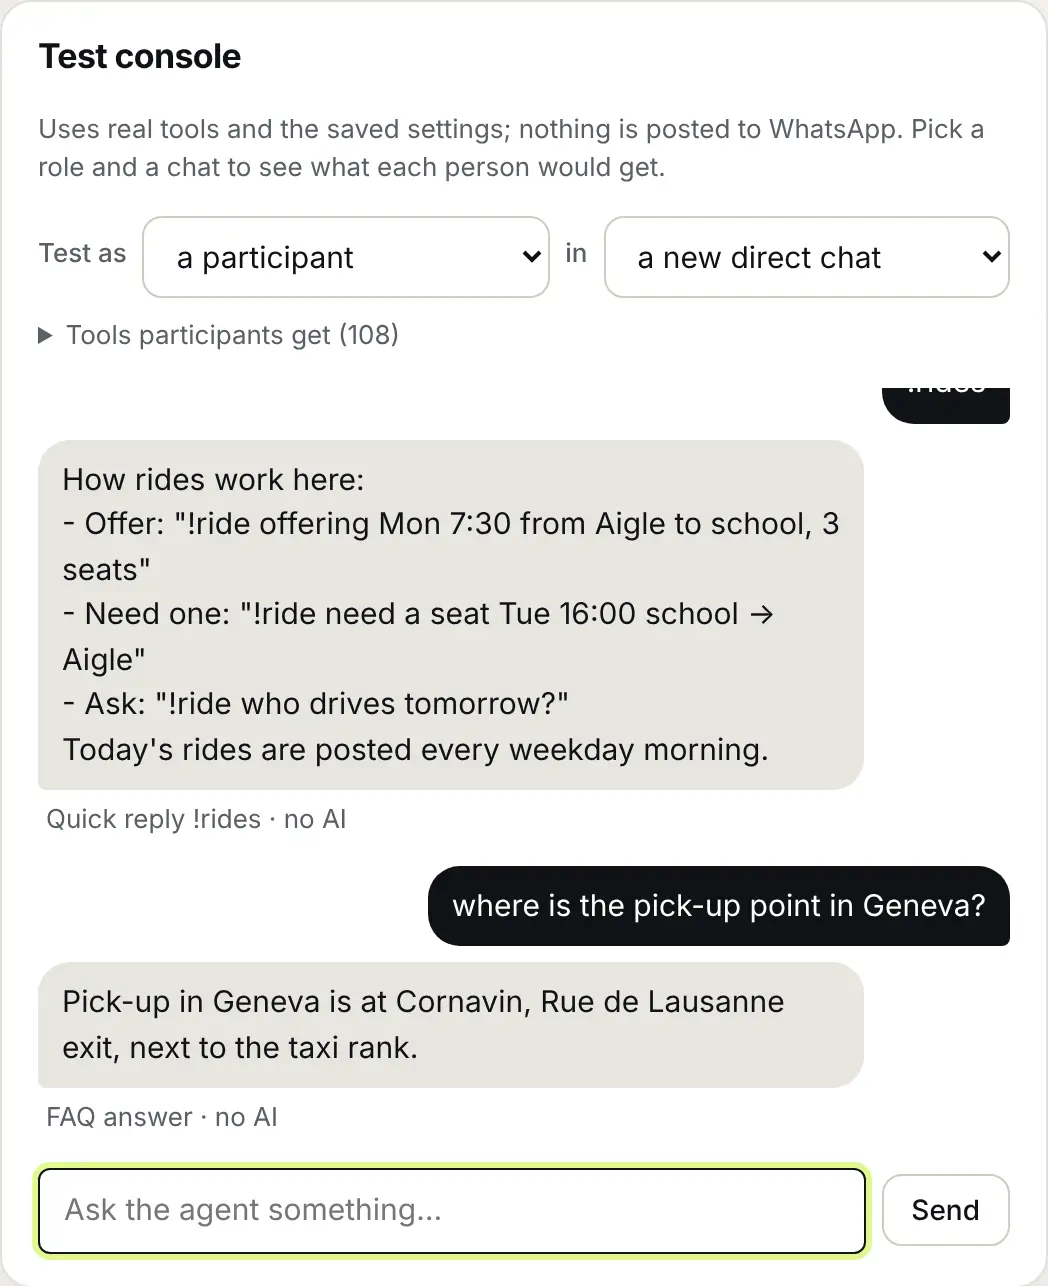 Test console
Uses real tools and the saved settings; nothing is posted to WhatsApp. Pick a
role and a chat to see what each person would get.
Test as a participant in a new direct chat
Tools participants get (108)
!rides
How rides work here:
- Offer: "!ride offering Mon 7:30 from Aigle to school, 3
seats"
- Need one: "!ride need a seat Tue 16:00 school →
Aigle"
- Ask: "!ride who drives tomorrow?"
Today's rides are posted every weekday morning.
Quick reply !rides · no AI
where is the pick-up point in Geneva?
Pick-up in Geneva is at Cornavin, Rue de Lausanne
exit, next to the taxi rank.
FAQ answer · no AI
Ask the agent something...
Send